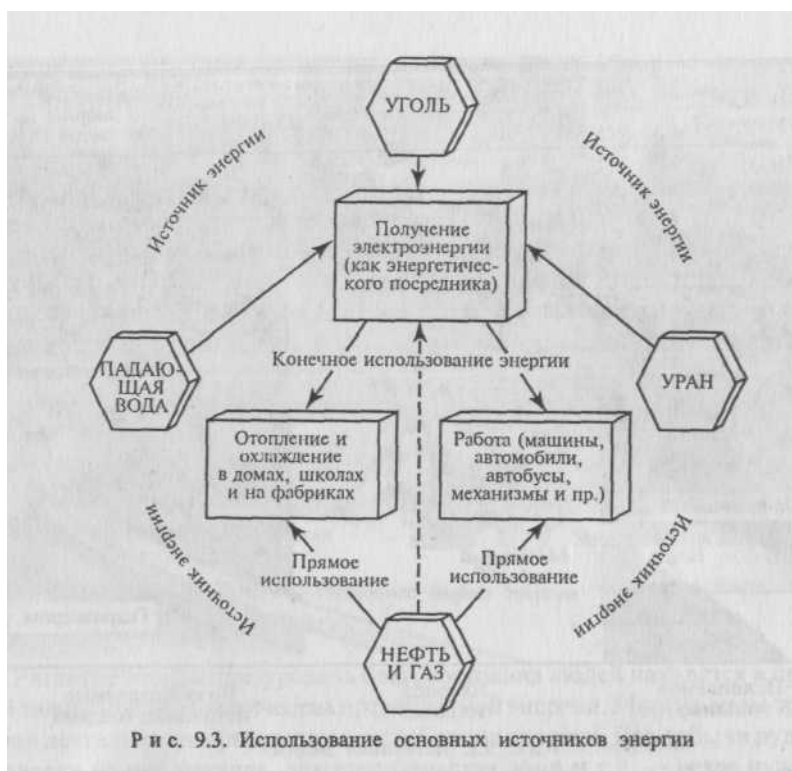 УГОЛЬ
Источник энергии
Источник энергии
Получение
электроэнергии
(как энергетичес-
кого посредника)
ПАДАЮ-
ЩАЯ
ВОДА
Конечное использование энергии
УРАН
Отопление и
охлаждение
в домах, школах
и на фабриках
Работа (машины,
автомобили,
автобусы,
механизмы и пр.)
Источник энергии
Прямое
использование
Прямое
использование
Источник энергии
НЕФТЬ
И ГАЗ
Рис. 9.3. Использование основных источников энергии